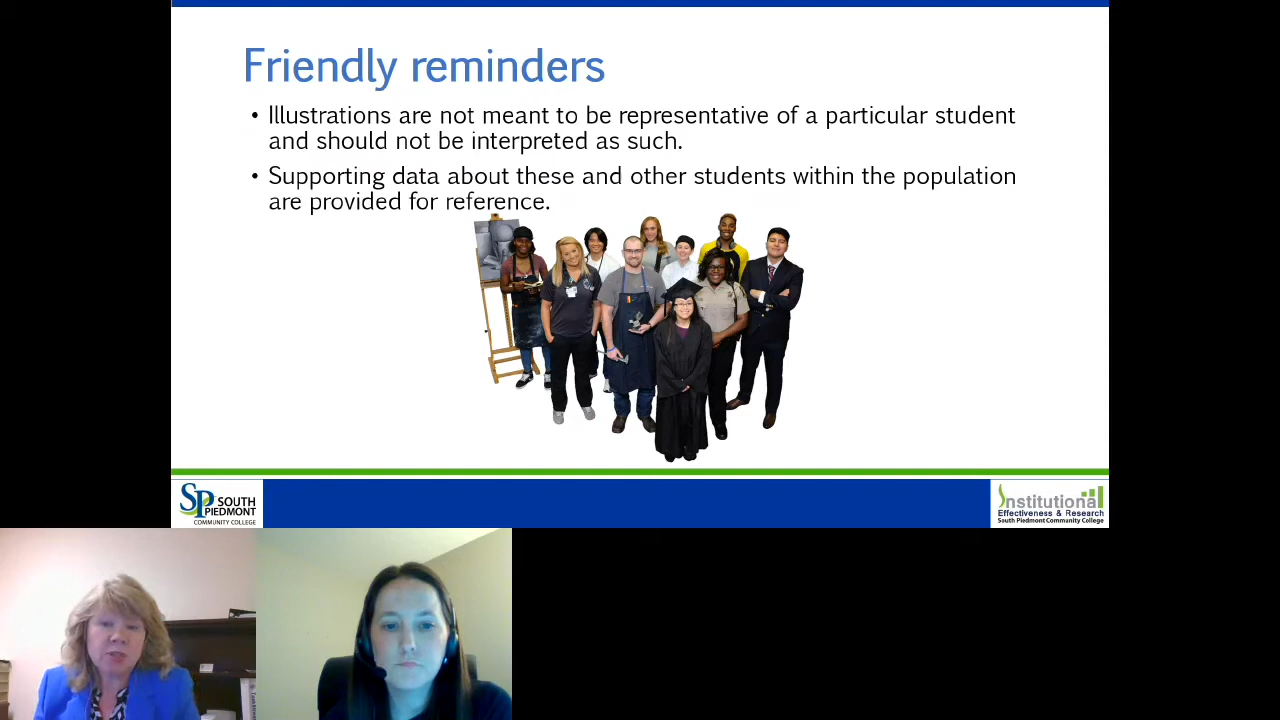 Friendly reminders
• Illustrations are not meant to be representative of a particular student
and should not be interpreted as such.
• Supporting data about these and other students within the population
are provided for reference.
SP SOUTH
PIEDMONT
COMMUNITY COLLEGE
Institutional
Effectiveness & Research
South Piedmont Community College